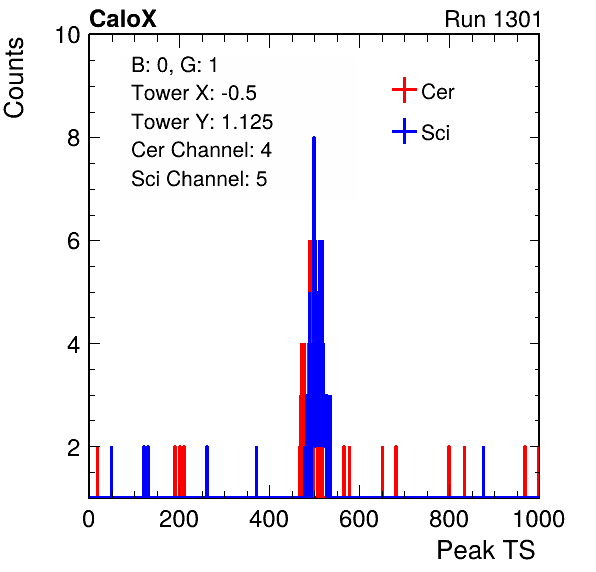 CaloX Run 1301
Counts
10
8
6
4
2
B: 0, G: 1
Tower X: -0.5
Tower Y: 1.125
Cer Channel: 4
Sci Channel: 5
Cer
Sci
0 200 400 600 800 1000
Peak TS